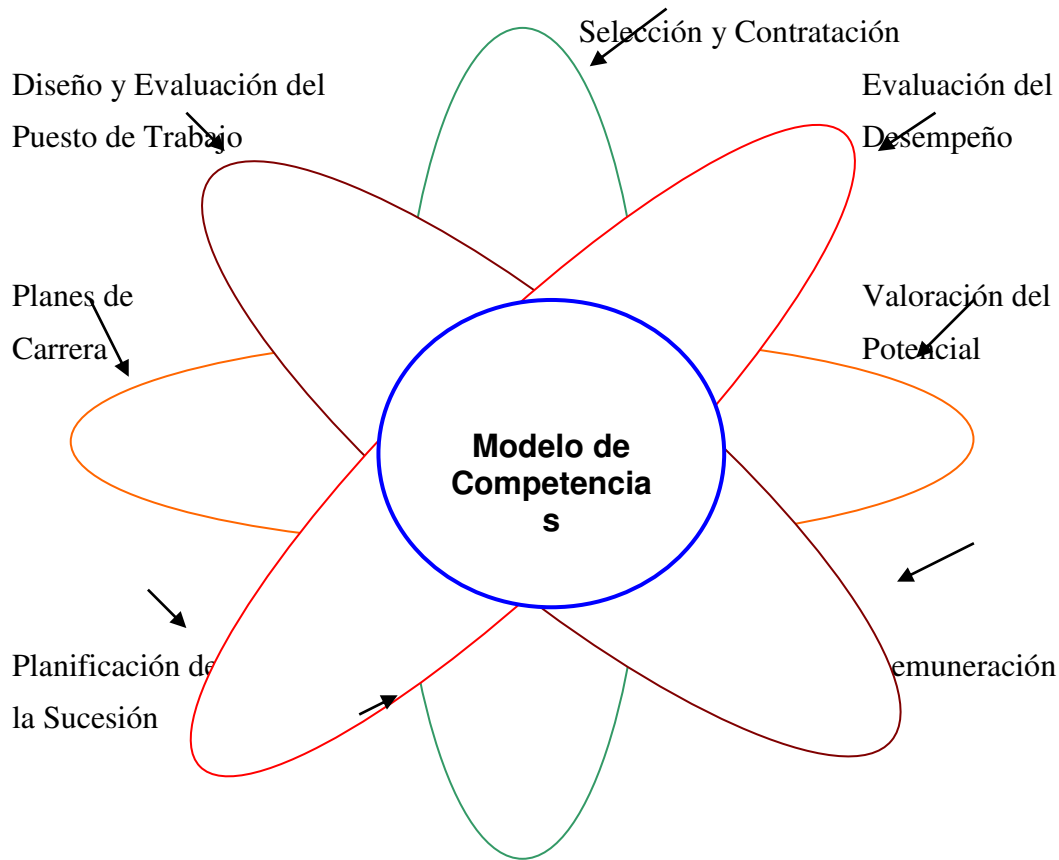 Selección y Contratación
Diseño y Evaluación del
Puesto de Trabajo
Evaluación del
Desempeño
Planes de
Carrera
Valoración del
Potencial
Modelo de
Competencia
s
Planificación de
la Sucesión
emuneración